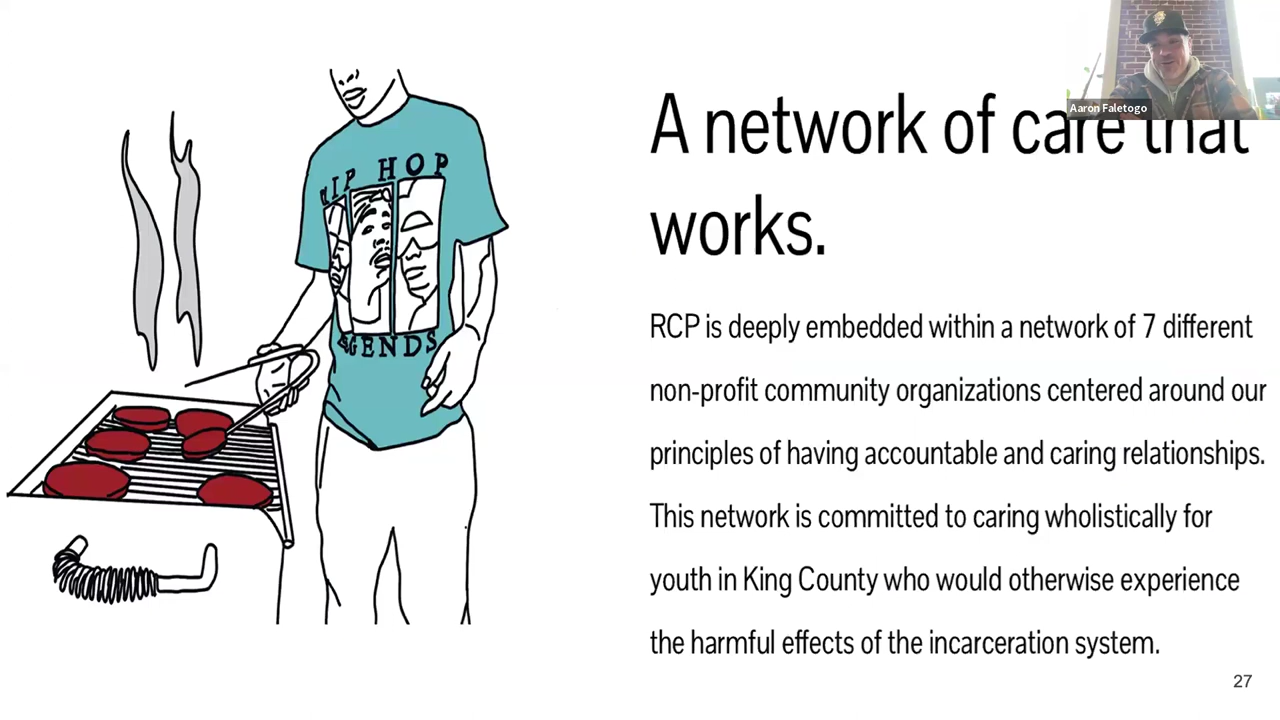 Aaron Faletogo
A network of care that
works.
RCP is deeply embedded within a network of 7 different
non-profit community organizations centered around our
principles of having accountable and caring relationships.
This network is committed to caring wholistically for
youth in King County who would otherwise experience
the harmful effects of the incarceration system.
HIP HOP
EGENDS
27